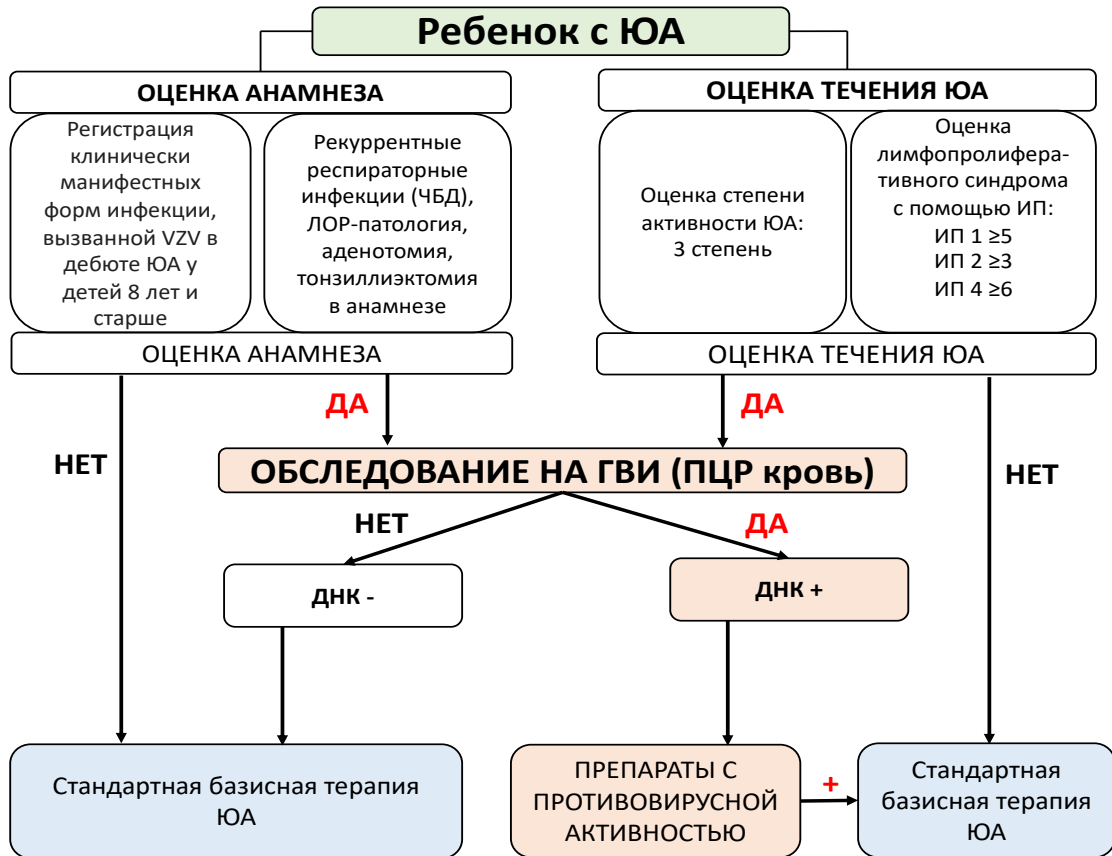 Ребенок с ЮА
ОЦЕНКА АНАМНЕЗА
Регистрация
клинически
манифестных
форм инфекции,
вызванной VZV в
дебюте ЮА у
детей 8 лет и
старше
Рекуррентные
респираторные
инфекции (ЧБД),
ЛОР-патология,
аденотомия,
тонзиллиэктомия
в анамнезе
ОЦЕНКА АНАМНЕЗА
ОЦЕНКА ТЕЧЕНИЯ ЮА
Оценка степени
активности ЮА:
3 степень
Оценка
лимфопролифера-
тивного синдрома
с помощью ИП:
ИП 1 ≥5
ИП 2 ≥3
ИП 4 ≥6
ОЦЕНКА ТЕЧЕНИЯ ЮА
НЕТ
ДА
ДА
НЕТ
ОБСЛЕДОВАНИЕ НА ГВИ (ПЦР кровь)
НЕТ
ДА
ДНК -
ДНК +
Стандартная базисная терапия
ЮА
ПРЕПАРАТЫ С
ПРОТИВОВИРУСНОЙ
АКТИВНОСТЬЮ
+
Стандартная
базисная терапия
ЮА